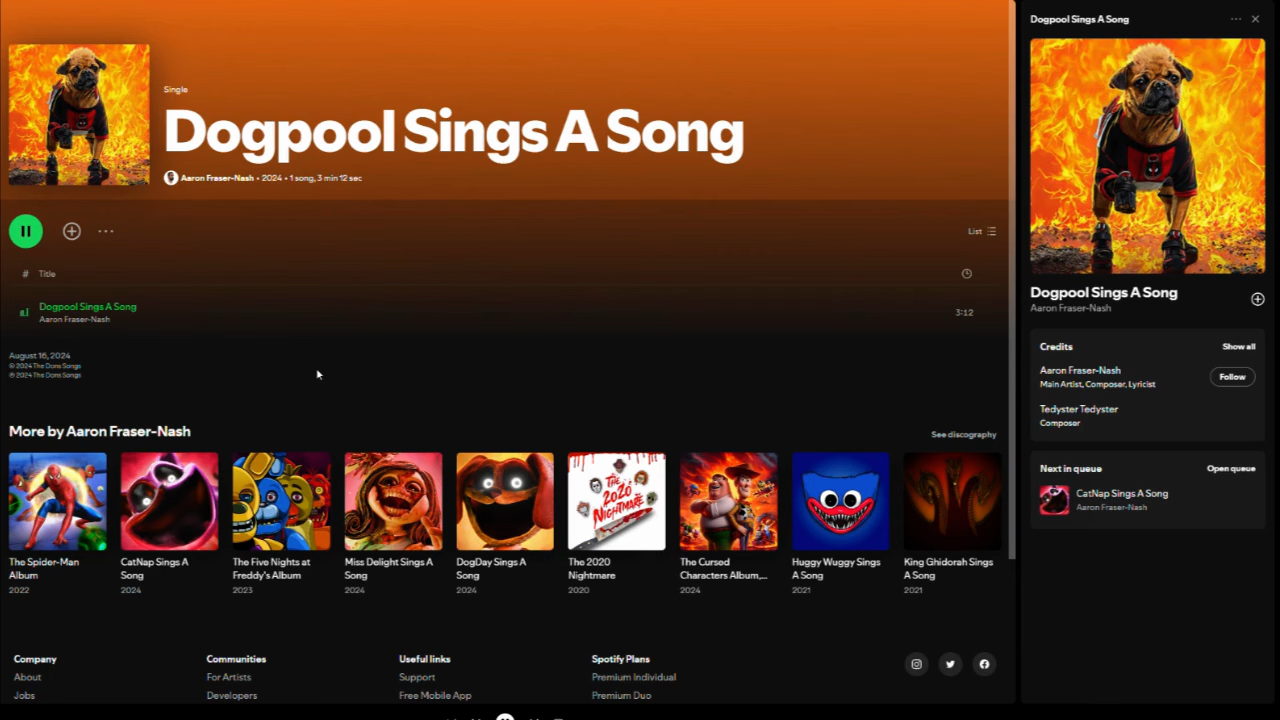 Single
Dogpool Sings A Song
Aaron Fraser-Nash • 2024 • 1 song, 3 min 12 sec
List
# Title
Dogpool Sings A Song
Aaron Fraser-Nash
3:12
August 16, 2024
© 2024 The Dons Songs
℗ 2024 The Dons Songs
More by Aaron Fraser-Nash
See discography
The Spider-Man
Album
2022
CatNap Sings A
Song
2024
The Five Nights at
Freddy's Album
2023
Miss Delight Sings A
Song
2024
DogDay Sings A
Song
2024
THE
2020
NIGHTMARE
The 2020
Nightmare
2020
The Cursed
Characters Album,...
2024
Huggy Wuggy Sings
A Song
2021
King Ghidorah Sings
A Song
2021
Company
About
Jobs
Communities
For Artists
Developers
Useful links
Support
Free Mobile App
Spotify Plans
Premium Individual
Premium Duo
Dogpool Sings A Song
Dogpool Sings A Song
Aaron Fraser-Nash
Credits
Show all
Aaron Fraser-Nash
Main Artist, Composer, Lyricist
Follow
Tedyster Tedyster
Composer
Next in queue
Open queue
CatNap Sings A Song
Aaron Fraser-Nash